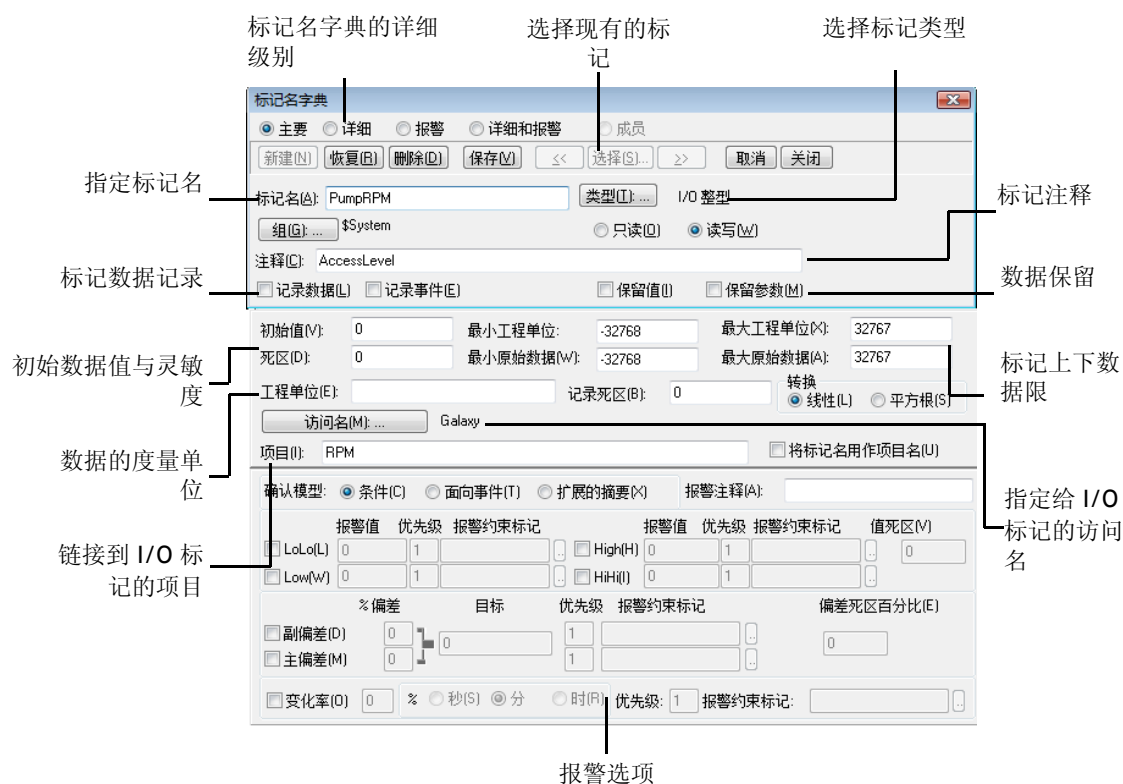 标记名字典的详细
级别
选择现有的标
记
选择标记类型
标记名字典
主要 详细 报警 详细和报警 成员
新建(N) 恢复(R) 删除(D) 保存(V) << 选择(S)... >> 取消 关闭
指定标记名
标记名(A): PumpRPM 类型(T): ... I/O 整型
标记注释
组(G): ... $System 只读(O) 读写(W)
注释(C): AccessLevel
标记数据记录
记录数据(L) 记录事件(E) 保留值(I) 保留参数(M)
数据保留
初始值(V): 0 最小工程单位: -32768 最大工程单位(X): 32767
死区(D): 0 最小原始数据(W): -32768 最大原始数据(A): 32767
初始数据值与灵敏
度
标记上下数
据限
工程单位(E): 记录死区(B): 0 转换 线性(L) 平方根(S)
访问名(M): ... Galaxy
项目(I): RPM 将标记名用作项目名(U)
数据的度量单
位
确认模型: 条件(C) 面向事件(T) 扩展的摘要(X) 报警注释(A):
指定给 I/O
标记的访问
名
报警值 优先级 报警约束标记 报警值 优先级 报警约束标记 值死区(V)
LoLo(L) 0 1 .. High(H) 0 1 .. 0
Low(W) 0 1 .. HiHi(I) 0 1 ..
链接到 I/O 标
记的项目
%偏差 目标 优先级 报警约束标记 偏差死区百分比(E)
副偏差(D) 0 0 1 .. 0
主偏差(M) 0 1 ..
变化率(O) 0 % 秒(S) 分 时(R) 优先级: 1 报警约束标记: ..
报警选项